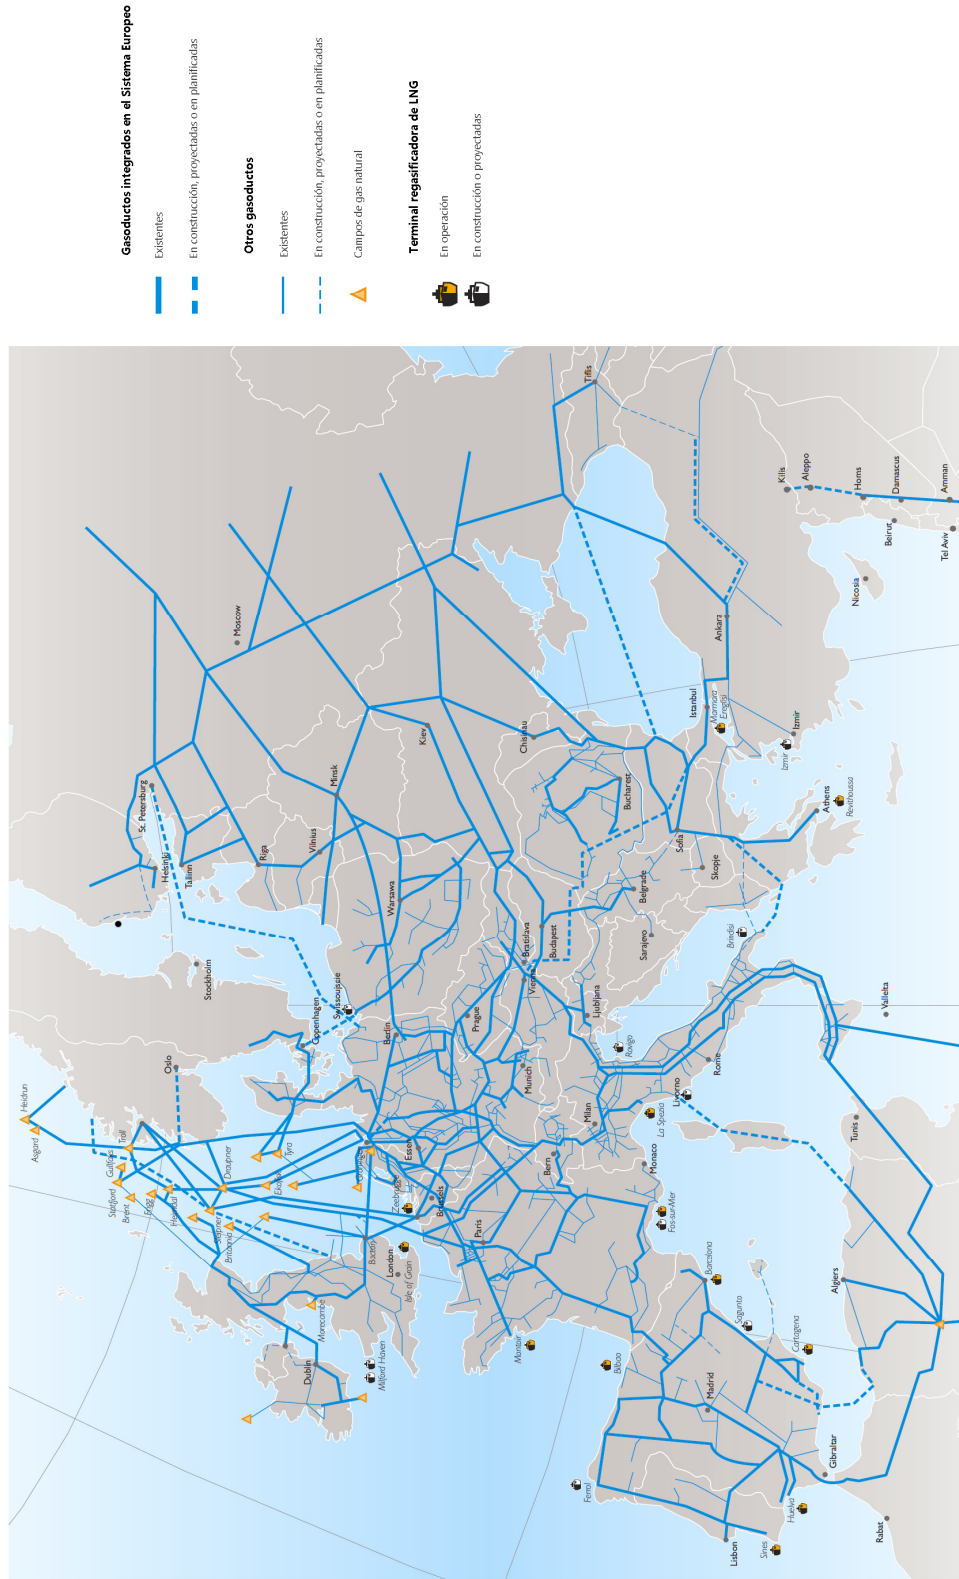 Gasoductos integrados en el Sistema Europeo
Existentes
En construcción, proyectadas o en planificadas
Otros gasoductos
Existentes
En construcción, proyectadas o en planificadas
Campos de gas natural
Terminal regasificadora de LNG
En operación
En construcción o proyectadas
Heidrun
Asgard
Statfjord
Gullfaks
Troll
Brent
Frigg
Heimdal
Draupner
Sleipner
Britannia
Ekofisk
Tyra
Oslo
Stockholm
Helsinki
St. Petersburg
Tallinn
Riga
Vilnius
Minsk
Moscow
Warsawa
Kiev
Chisinau
Swissoujscie
Berlin
Prague
Bratislava
Vienna
Budapest
Munich
Essen
Zeebrugge
Brussels
Bacton
London
Isle of Grain
Morecambe
Dublin
Milford Haven
Paris
Montoir
Bern
Milan
Ljubljana
Rovigo
Belgrade
Sarajevo
Bucharest
Sofia
Skopje
Istanbul
Marmara
Ereglisi
Ankara
Tiflis
Izmir
Izmir
Athens
Revithoussa
Brindisi
Rome
Livorno
La Spezia
Monaco
Fos-sur-Mer
Barcelona
Bilbao
Sagunto
Cartagena
Madrid
Ferrol
Lisbon
Sines
Huelva
Gibraltar
Rabat
Algiers
Tunis
Valletta
Nicosia
Kilis
Aleppo
Homs
Damascus
Beirut
Amman
Tel Aviv